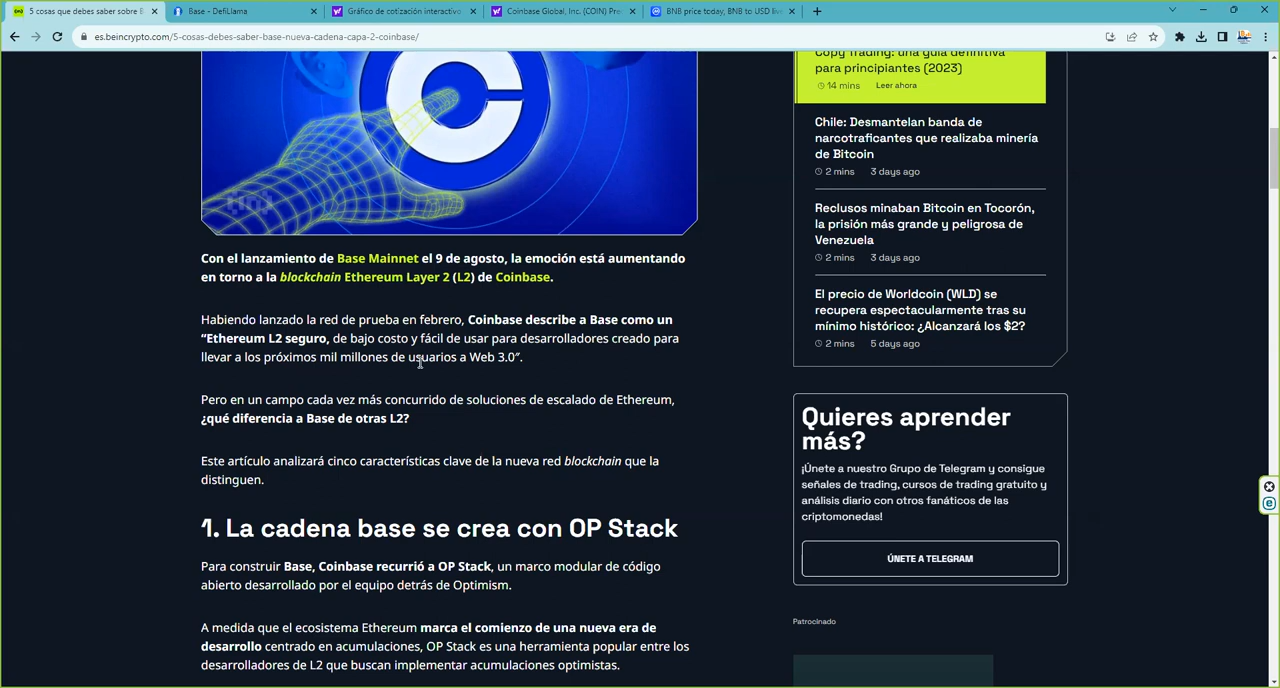 5 cosas que debes saber sobre B
Base - DefiLlama
Gráfico de cotización interactivo
Coinbase Global, Inc. (COIN) Pre
BNB price today, BNB to USD live
es.beincrypto.com/5-cosas-debes-saber-base-nueva-cadena-capa-2-coinbase/
Con el lanzamiento de Base Mainnet el 9 de agosto, la emoción está aumentando
en torno a la blockchain Ethereum Layer 2 (L2) de Coinbase.
Habiendo lanzado la red de prueba en febrero, Coinbase describe a Base como un
“Ethereum L2 seguro, de bajo costo y fácil de usar para desarrolladores creado para
llevar a los próximos mil millones de usuarios a Web 3.0″.
Pero en un campo cada vez más concurrido de soluciones de escalado de Ethereum,
¿qué diferencia a Base de otras L2?
Este artículo analizará cinco características clave de la nueva red blockchain que la
distinguen.
1. La cadena base se crea con OP Stack
Para construir Base, Coinbase recurrió a OP Stack, un marco modular de código
abierto desarrollado por el equipo detrás de Optimism.
A medida que el ecosistema Ethereum marca el comienzo de una nueva era de
desarrollo centrado en acumulaciones, OP Stack es una herramienta popular entre los
desarrolladores de L2 que buscan implementar acumulaciones optimistas.
Copy Trading: una guía definitiva
para principiantes (2023)
14 mins Leer ahora
Chile: Desmantelan banda de
narcotraficantes que realizaba minería
de Bitcoin
2 mins 3 days ago
Reclusos minaban Bitcoin en Tocorón,
la prisión más grande y peligrosa de
Venezuela
2 mins 3 days ago
El precio de Worldcoin (WLD) se
recupera espectacularmente tras su
mínimo histórico: ¿Alcanzará los $2?
2 mins 5 days ago
Quieres aprender
más?
¡Únete a nuestro Grupo de Telegram y consigue
señales de trading, cursos de trading gratuito y
análisis diario con otros fanáticos de las
criptomonedas!
ÚNETE A TELEGRAM
Patrocinado